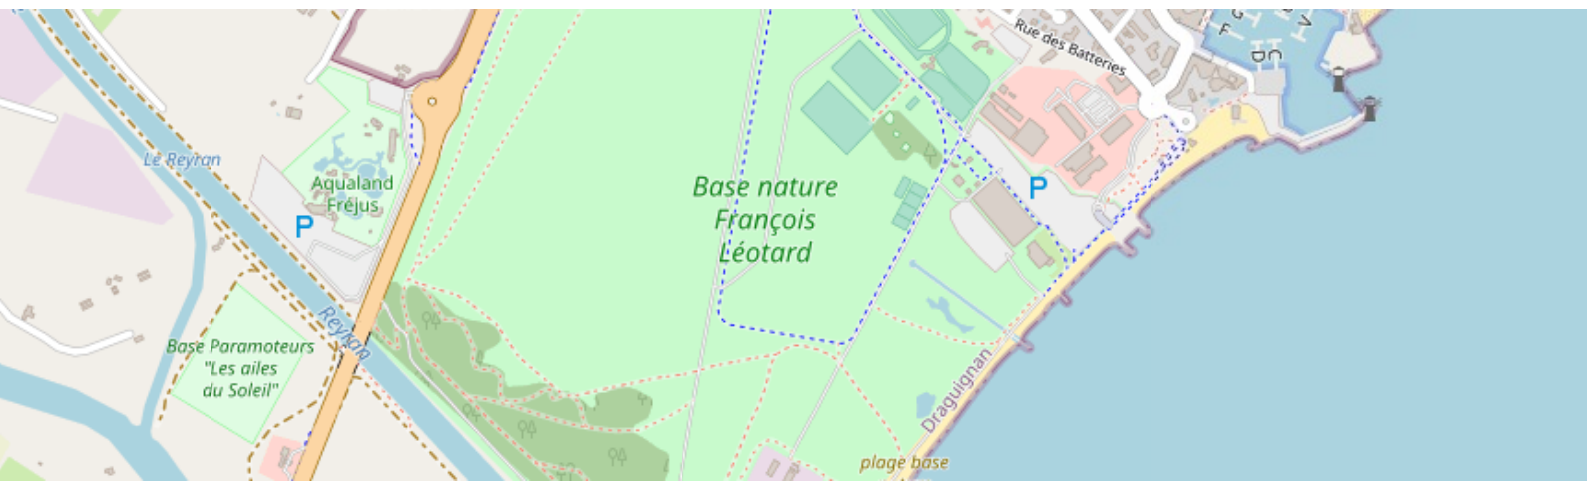 G
V
F
C
D
Rue des Batteries
Le Reyran
Aqualand
Fréjus
P
P
Base nature
François
Léotard
Reyran
Base Paramoteurs
"Les ailes
du Soleil"
Draguignan
plage base